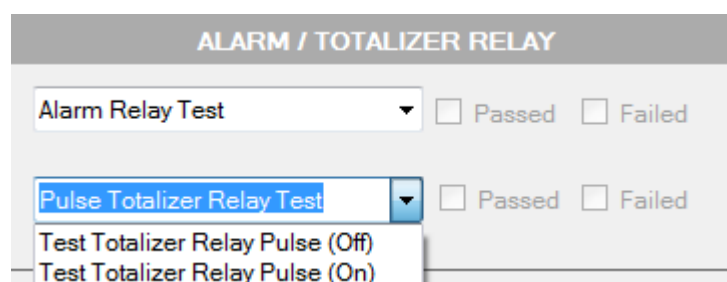 ALARM / TOTALIZER RELAY
Alarm Relay Test Passed Failed
Pulse Totalizer Relay Test Passed Failed
Test Totalizer Relay Pulse (Off)
Test Totalizer Relay Pulse (On)